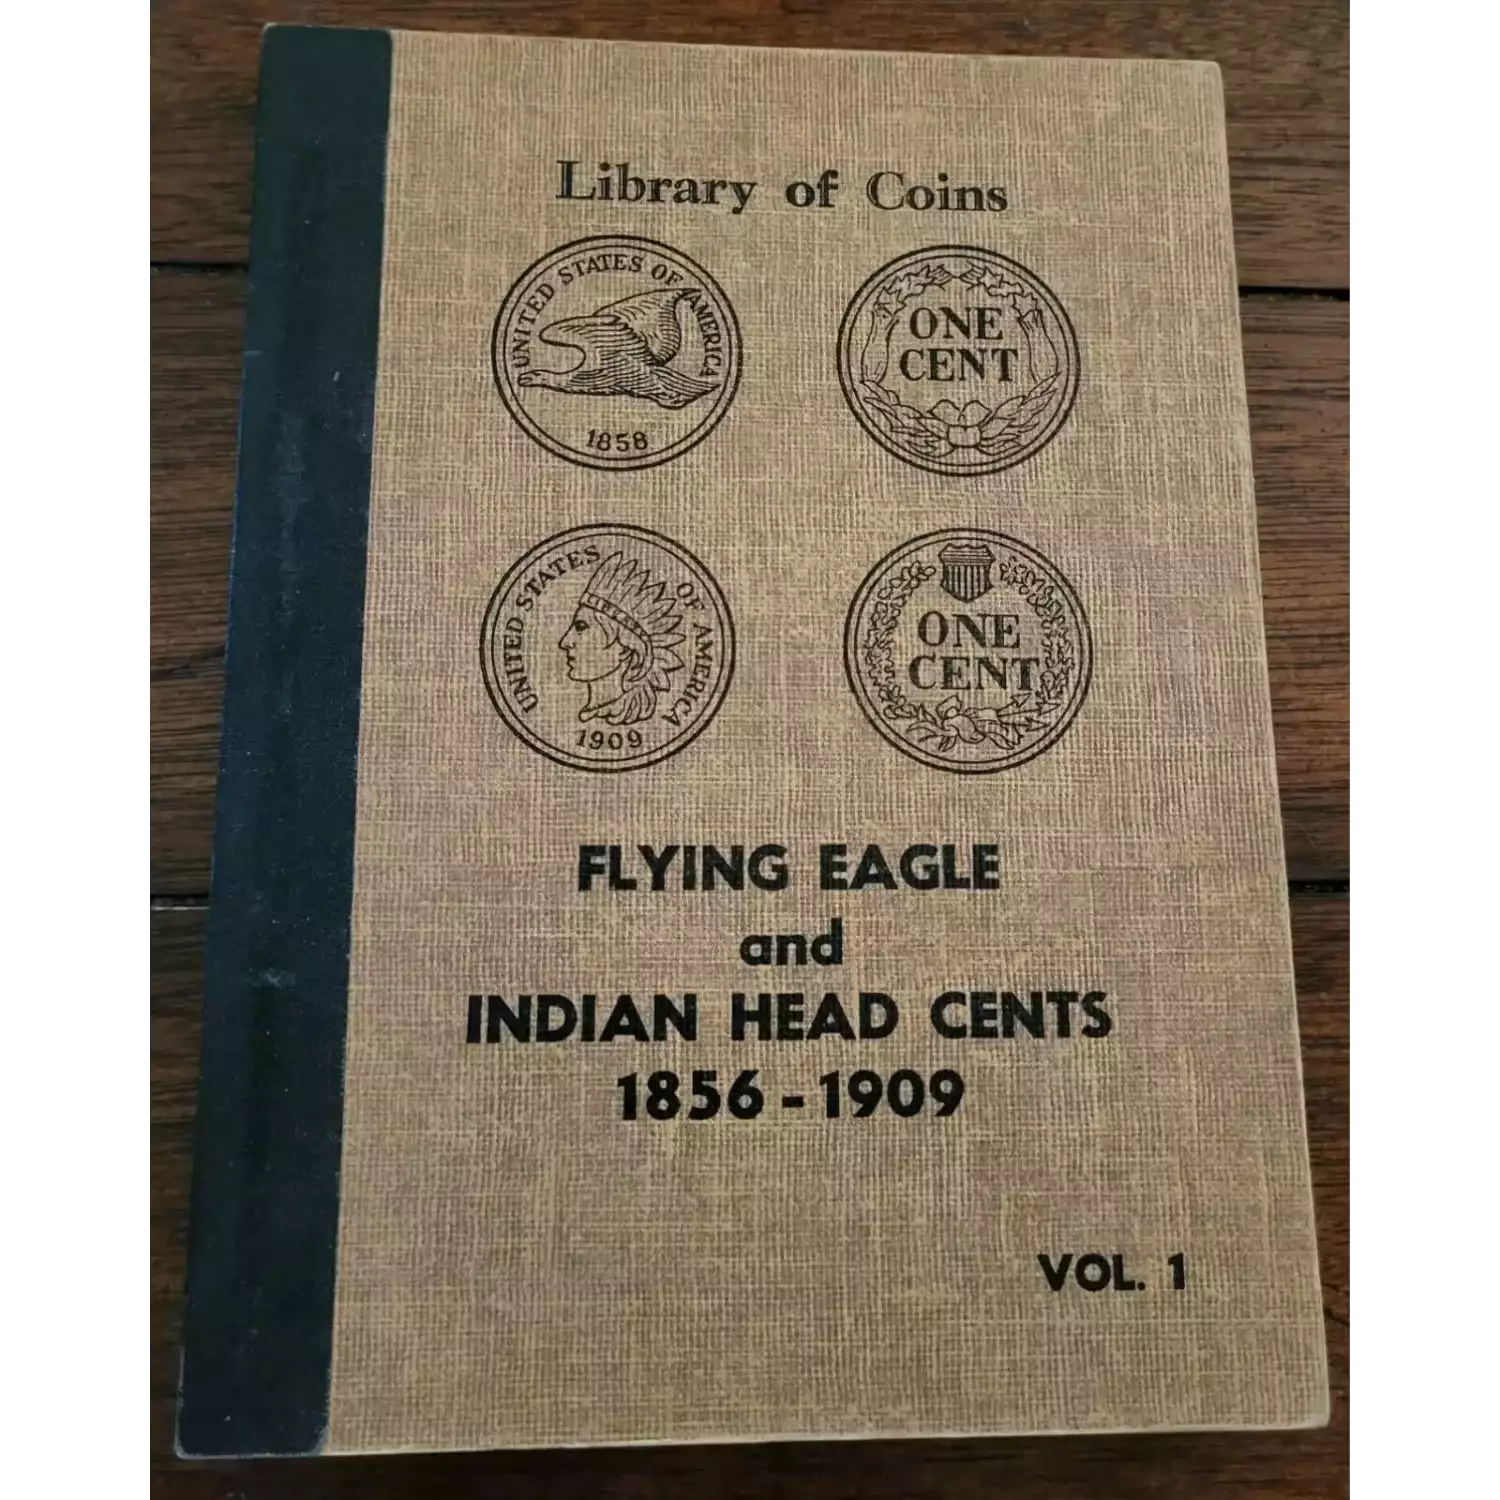 Library of Coins
UNITED STATES OF AMERICA
1858
ONE
CENT
UNITED STATES OF AMERICA
LIBERTY
1909
ONE
CENT
FLYING EAGLE
and
INDIAN HEAD CENTS
1856-1909
VOL. 1